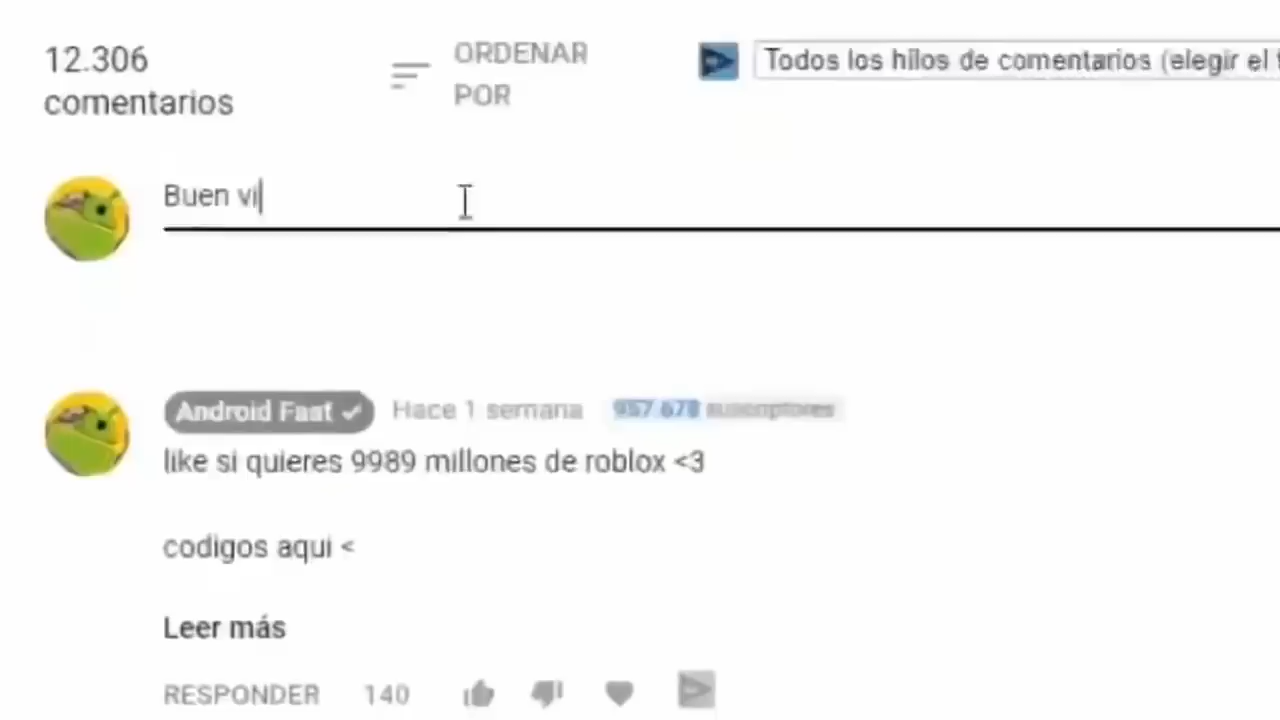 12.306
comentarios
ORDENAR
POR
Todos los hilos de comentarios (elegir el
Buen vi
Android Fast Hace 1 semana 957 678 suscriptores
like si quieres 9989 millones de roblox <3
codigos aqui <
Leer más
RESPONDER 140